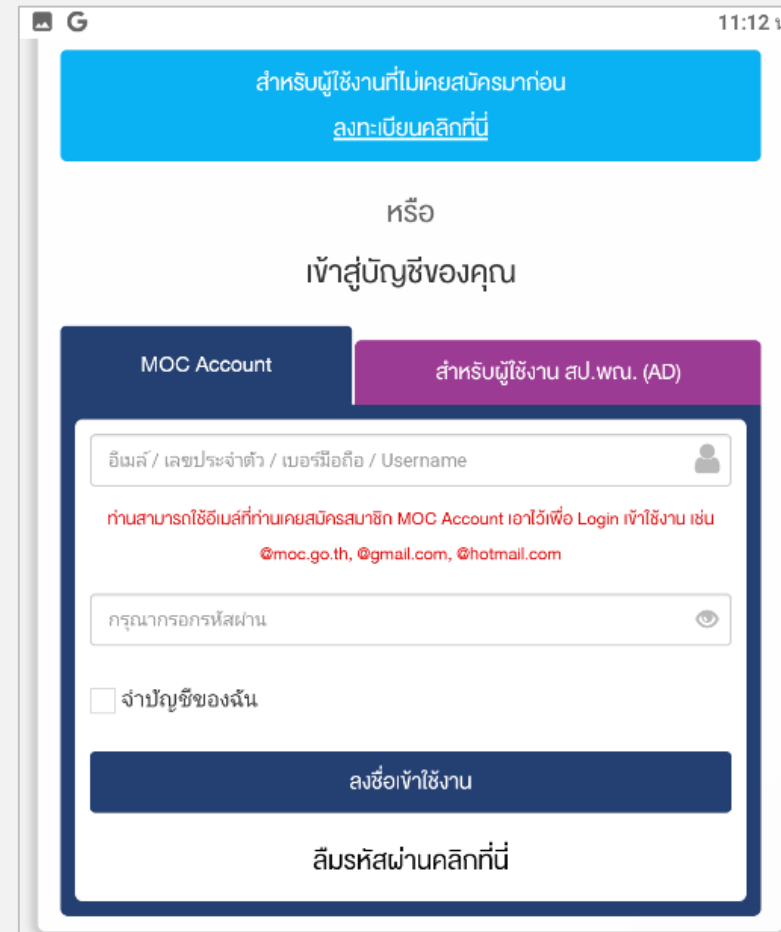 G
11:12
สำหรับผู้ใช้งานที่ไม่เคยสมัครมาก่อน
ลงทะเบียนคลิกที่นี่
หรือ
เข้าสู่บัญชีของคุณ
MOC Account
สำหรับผู้ใช้งาน สป.พณ. (AD)
อีเมล์ / เลขประจำตัว / เบอร์มือถือ / Username
ท่านสามารถใช้อีเมล์ที่ท่านเคยสมัครสมาชิก MOC Account เอาไว้เพื่อ Login เข้าใช้งาน เช่น
@moc.go.th, @gmail.com, @hotmail.com
กรุณากรอกรหัสผ่าน
จำบัญชีของฉัน
ลงชื่อเข้าใช้งาน
ลืมรหัสผ่านคลิกที่นี่